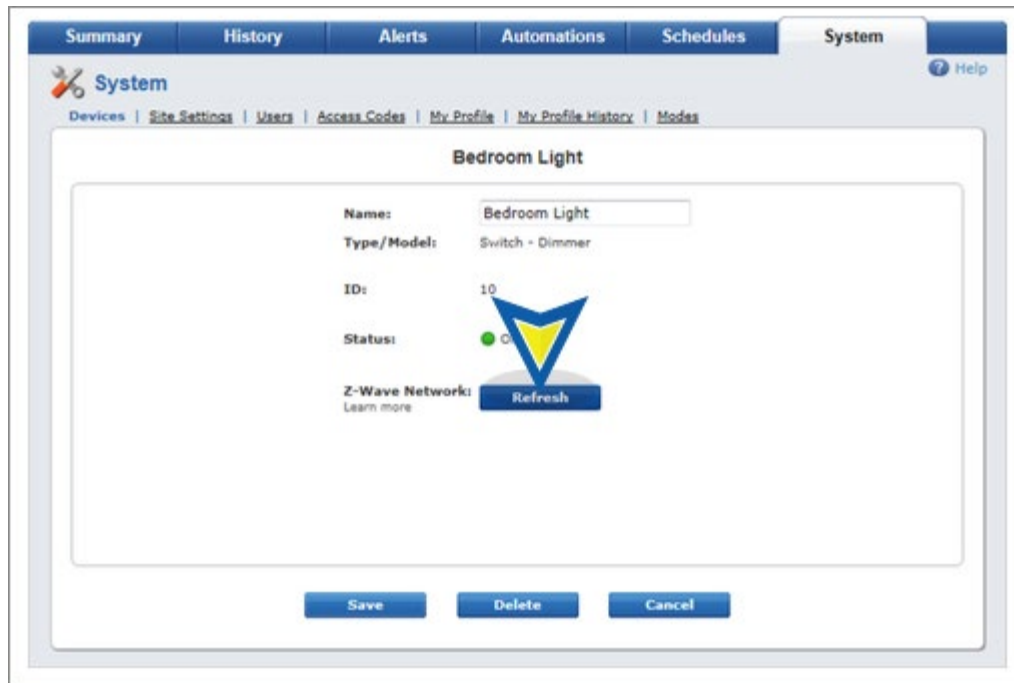 Summary History Alerts Automations Schedules System
Help
System
Devices | Site Settings | Users | Access Codes | My Profile | My Profile History | Modes
Bedroom Light
Name: Bedroom Light
Type/Model: Switch - Dimmer
ID: 10
Status:
Z-Wave Network: Refresh
Learn more
Save Delete Cancel